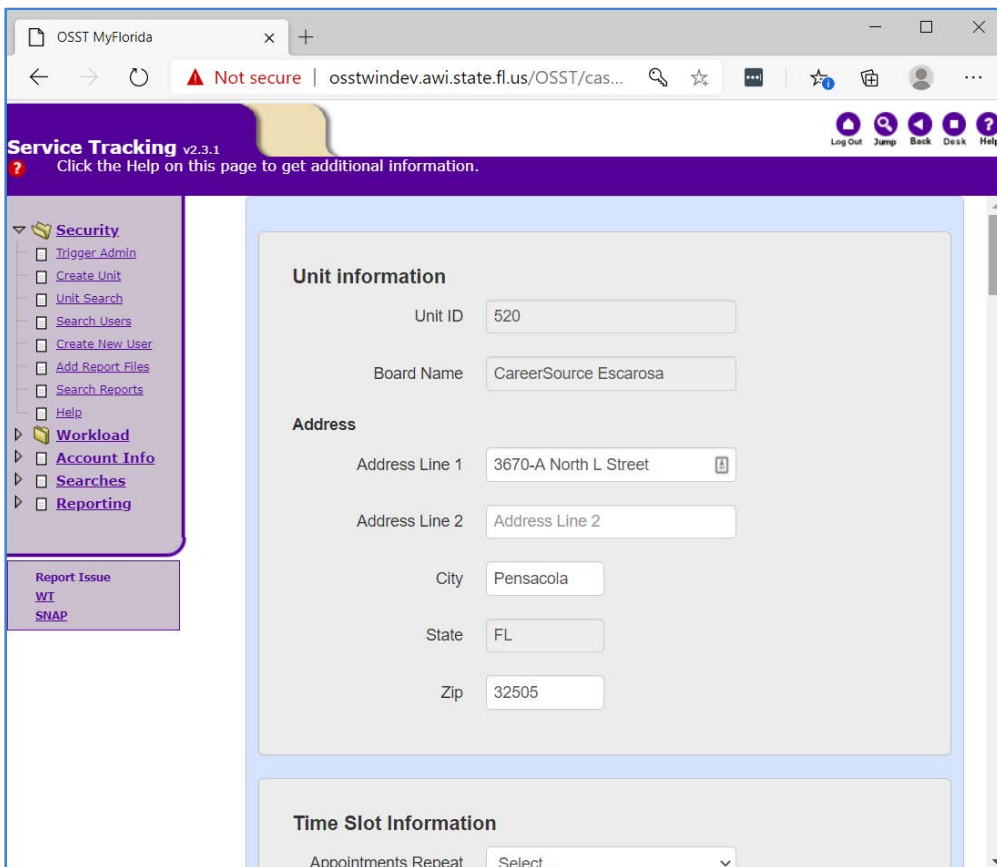 OSST MyFlorida
Not secure | osstwindev.awi.state.fl.us/OSST/cas...
Service Tracking v2.3.1
Log Out Jump Back Desk Help
? Click the Help on this page to get additional information.
Security
Trigger Admin
Create Unit
Unit Search
Search Users
Create New User
Add Report Files
Search Reports
Help
Workload
Account Info
Searches
Reporting
Report Issue
WT
SNAP
Unit information
Unit ID 520
Board Name CareerSource Escarosa
Address
Address Line 1 3670-A North L Street
Address Line 2 Address Line 2
City Pensacola
State FL
Zip 32505
Time Slot Information
Appointments Repeat Select